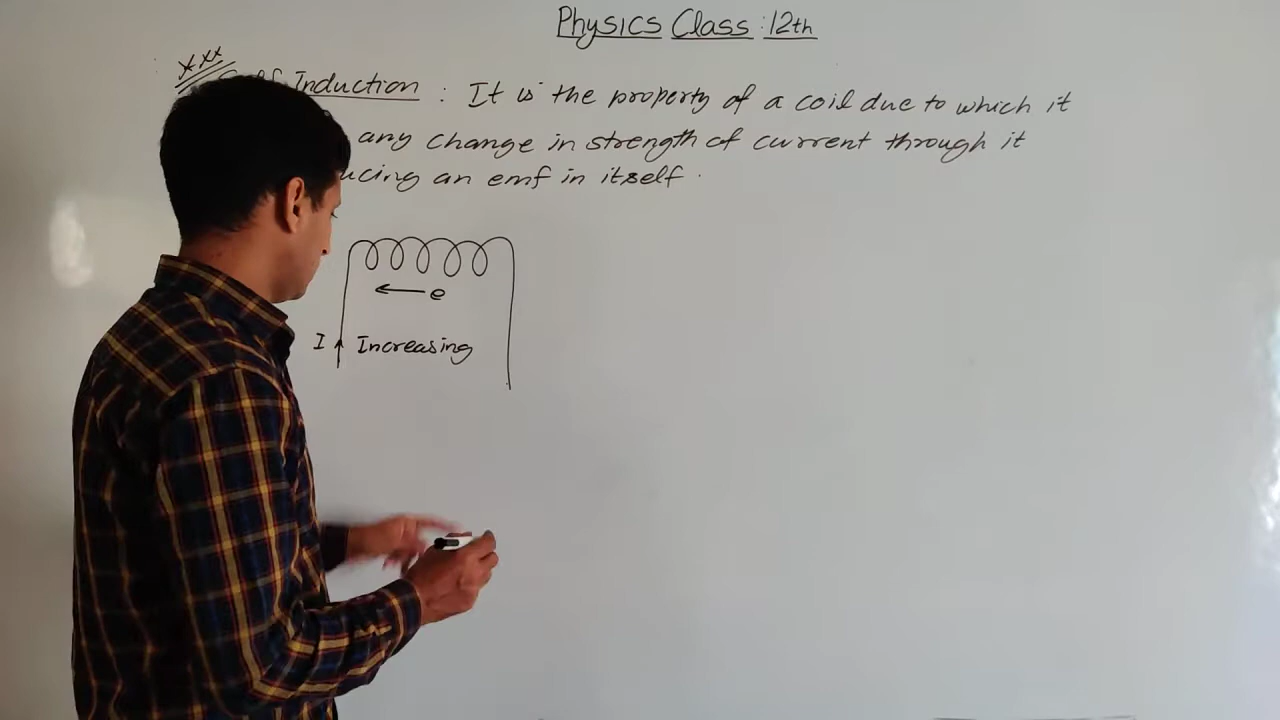 Physics Class : 12th
Induction : It is the property of a coil due to which it
any change in strength of current through it
ucing an emf in itself .
e
I Increasing